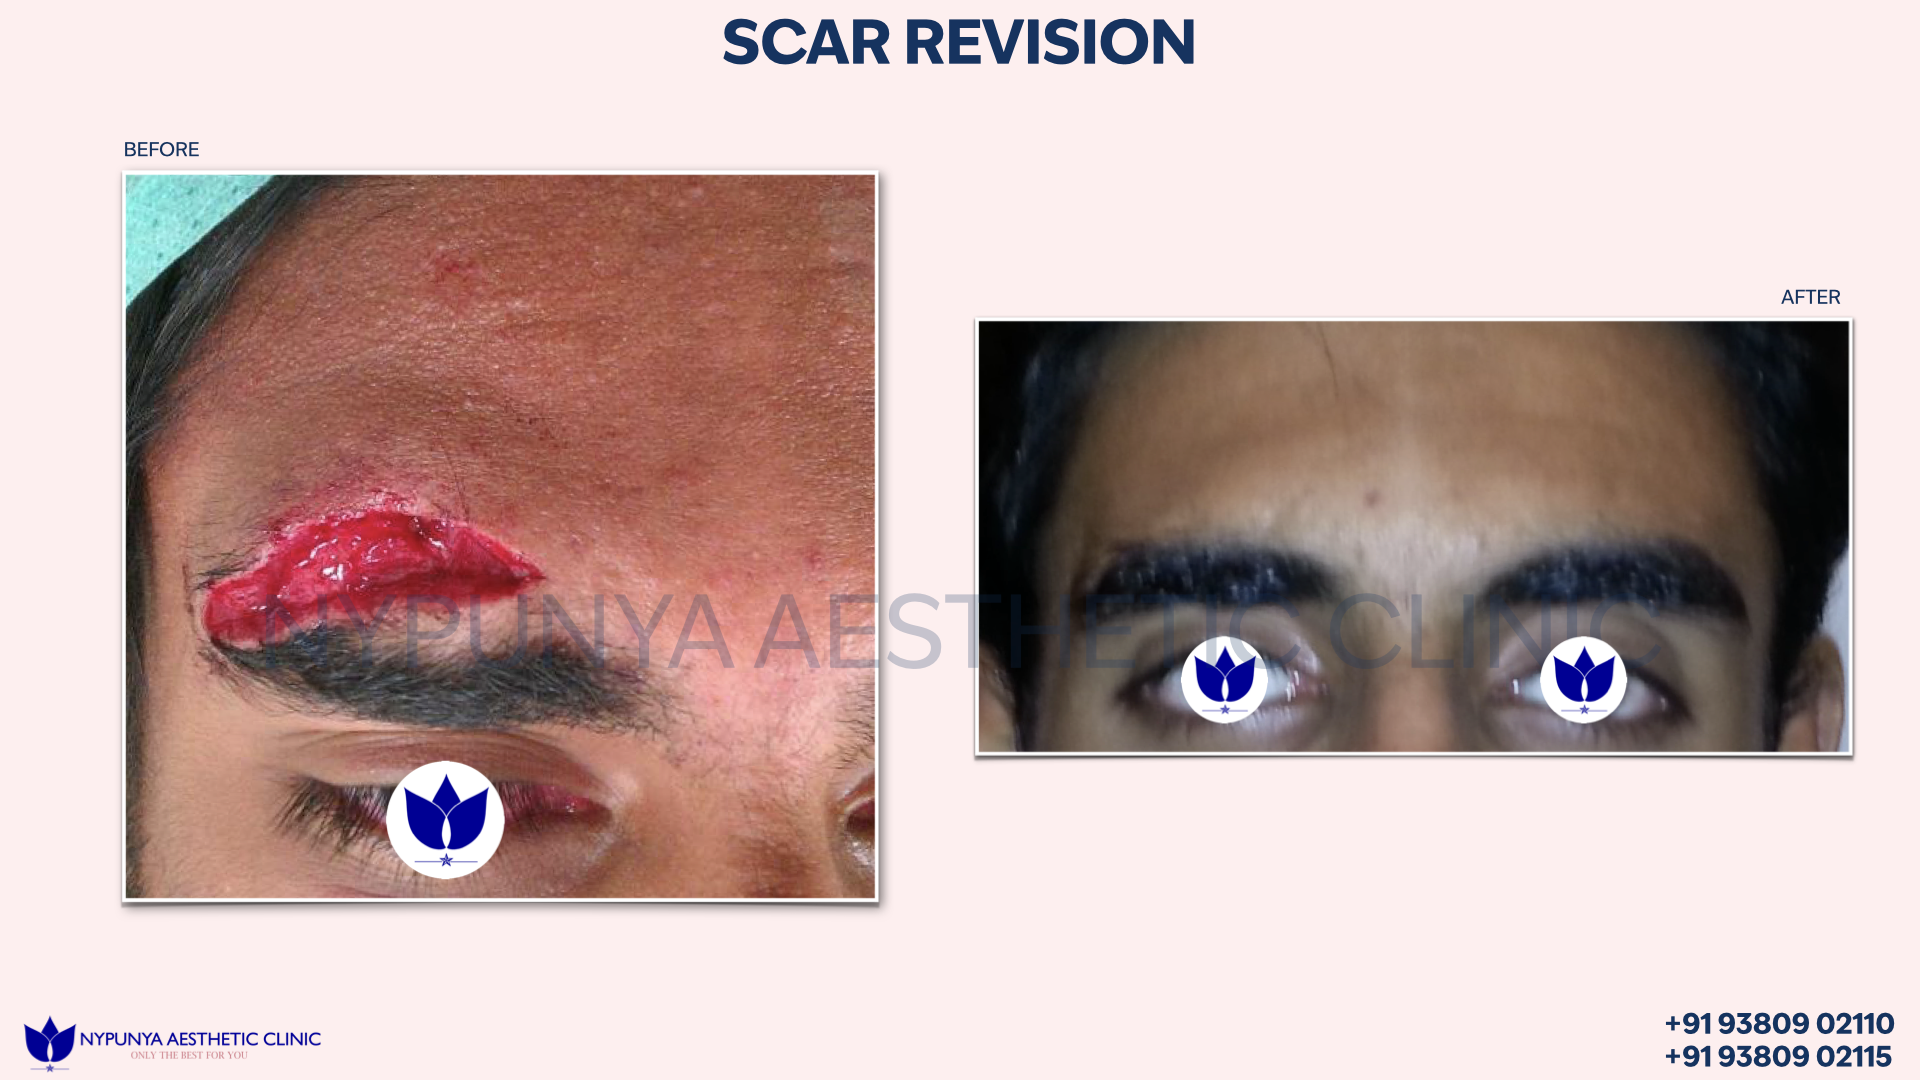 SCAR REVISION
BEFORE
AFTER
NYPUNYA AESTHETIC CLINIC
NYPUNYA AESTHETIC CLINIC
ONLY THE BEST FOR YOU
+91 93809 02110
+91 93809 02115